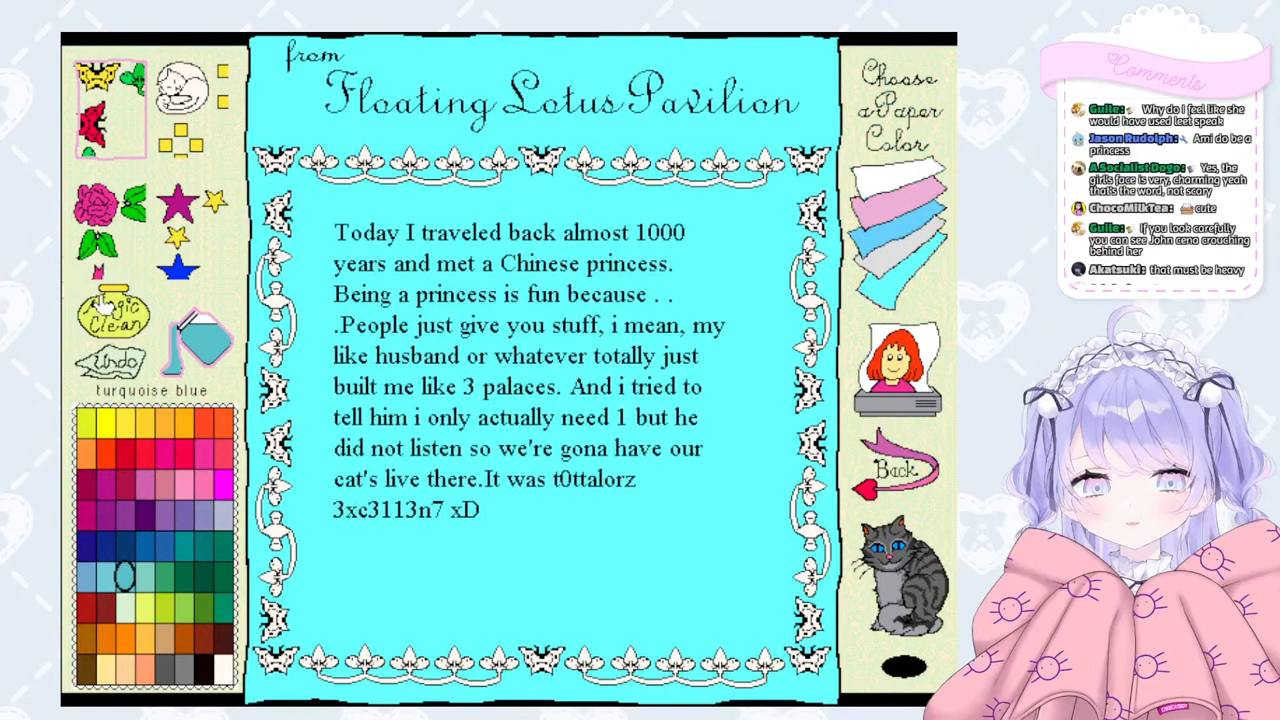 from
Floating Lotus Pavilion
Choose
a Paper
Color
Today I traveled back almost 1000
years and met a Chinese princess.
Being a princess is fun because . .
.People just give you stuff, i mean, my
like husband or whatever totally just
built me like 3 palaces. And i tried to
tell him i only actually need 1 but he
did not listen so we're gona have our
cat's live there.It was t0ttalorz
3xc3113n7 xD
Magic
Clean
Undo
turquoise blue
Back
Comments
Guile: Why do I feel like she
would have used leet speak
Jason Rudolph: Ami do be a
princess
A Socialist Dogo: Yes, the
girl's face is very, charming yeah
that's the word, not scary
ChocoMilkTea: cute
Guile: If you look carefully
you can see John cena crouching
behind her
Akatsuki: that must be heavy